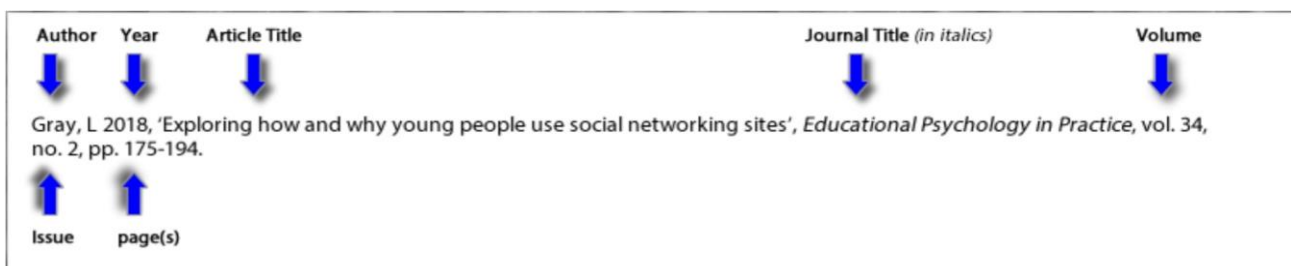 Author Year Article Title Journal Title (in italics) Volume
Gray, L 2018, ‘Exploring how and why young people use social networking sites’, Educational Psychology in Practice, vol. 34,
no. 2, pp. 175-194.
Issue page(s)